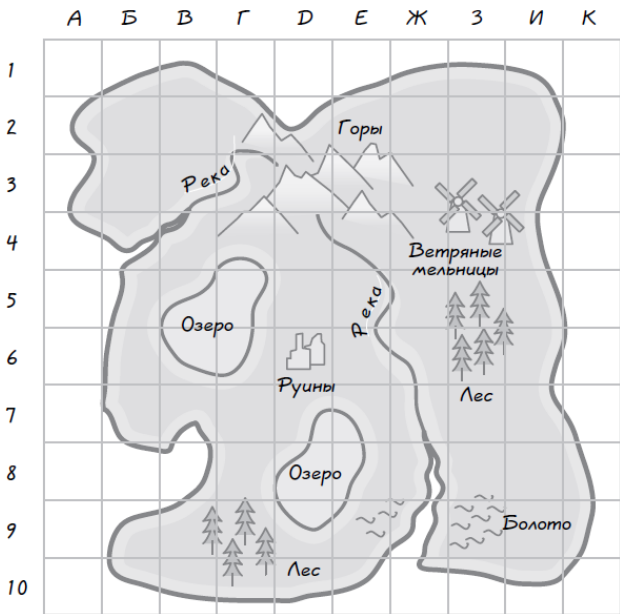 А Б В Г D Е Ж З И К
1
2
Горы
Река
3
4
Ветряные
мельницы
5
Озеро
Река
6
Руины
Лес
7
8
Озеро
9
Болото
Лес
10